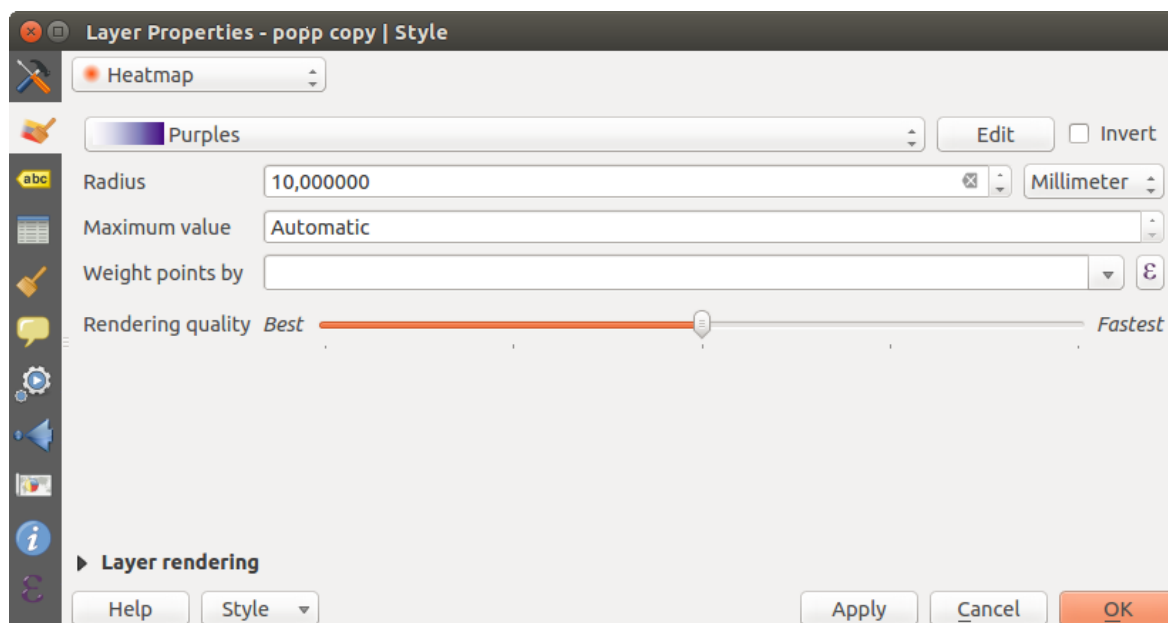 Layer Properties - popp copy | Style
Heatmap
Purples Edit Invert
abc
Radius 10,000000 Millimeter
Maximum value Automatic
Weight points by ε
Rendering quality Best Fastest
i
Layer rendering
ε
Help Style Apply Cancel OK